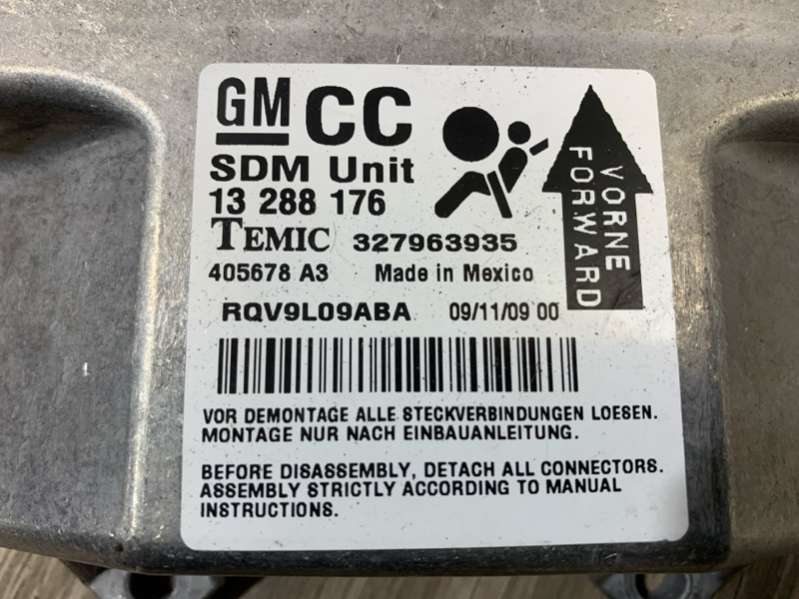 GM CC
SDM Unit
13 288 176
TEMIC 327963935
405678 A3 Made in Mexico
RQV9L09ABA 09/11/09 00
VORNE
FORWARD
VOR DEMONTAGE ALLE STECKVERBINDUNGEN LOESEN.
MONTAGE NUR NACH EINBAUANLEITUNG.
BEFORE DISASSEMBLY, DETACH ALL CONNECTORS.
ASSEMBLY STRICTLY ACCORDING TO MANUAL
INSTRUCTIONS.